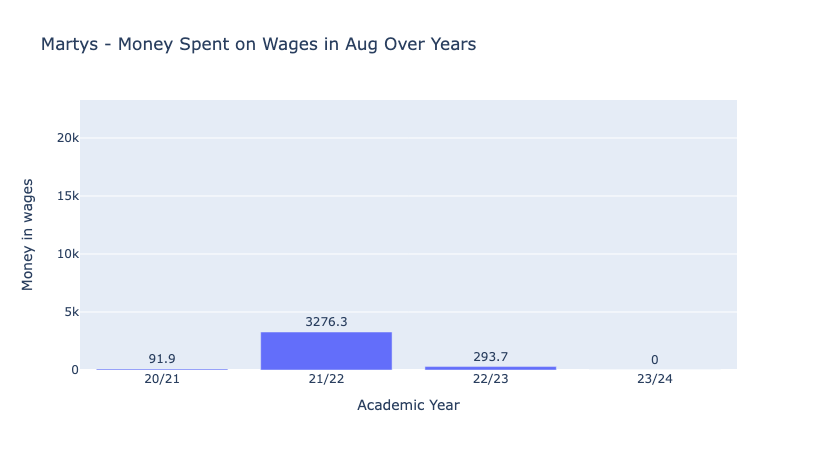 Martys - Money Spent on Wages in Aug Over Years
Money in wages
20k
15k
10k
5k
0
91.9
3276.3
293.7
0
20/21
21/22
22/23
23/24
Academic Year